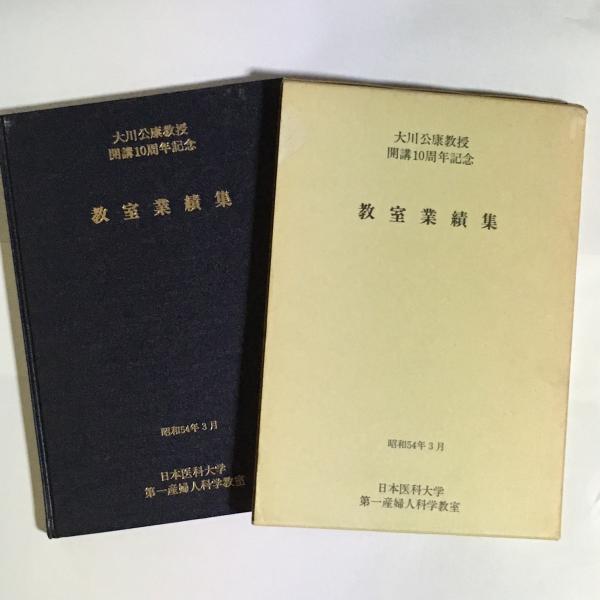 大川公康教授
開講10周年記念
教室業績集
昭和54年3月
日本医科大学
第一産婦人科学教室
大川公康教授
開講10周年記念
教室業績集
昭和54年3月
日本医科大学
第一産婦人科学教室